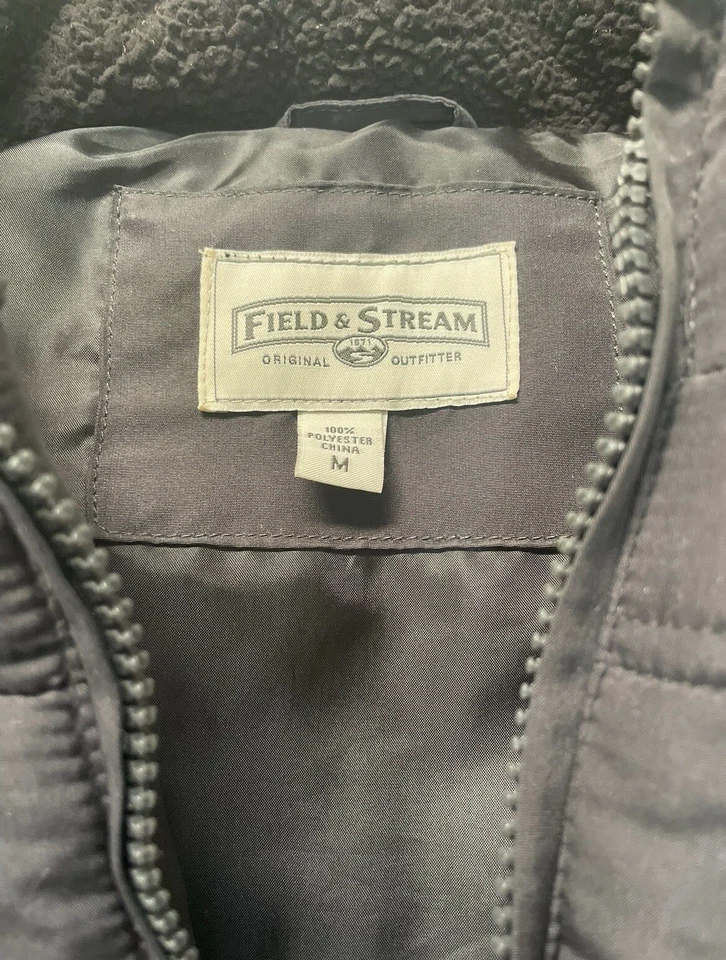 FIELD & STREAM
1871
ORIGINAL OUTFITTER
100%
POLYESTER
CHINA
M